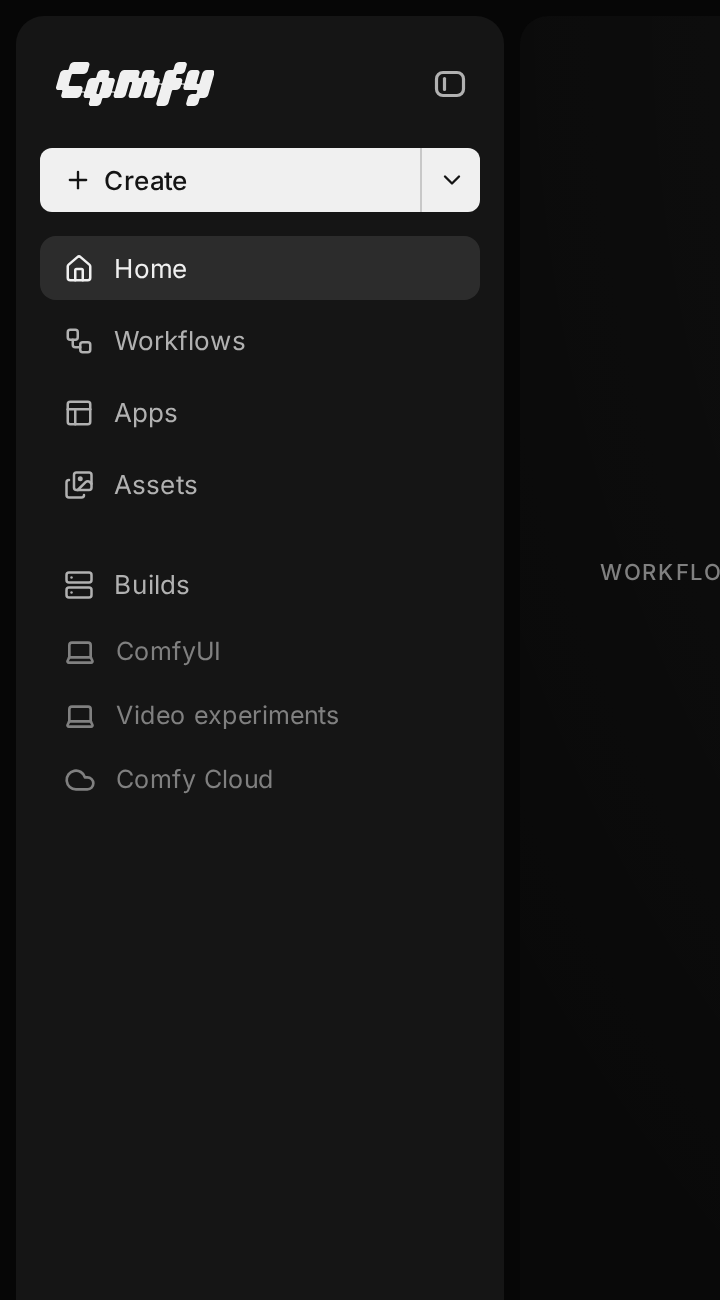 Comfy
Create
Home
Workflows
Apps
Assets
Builds
ComfyUI
Video experiments
Comfy Cloud
WORKFLO